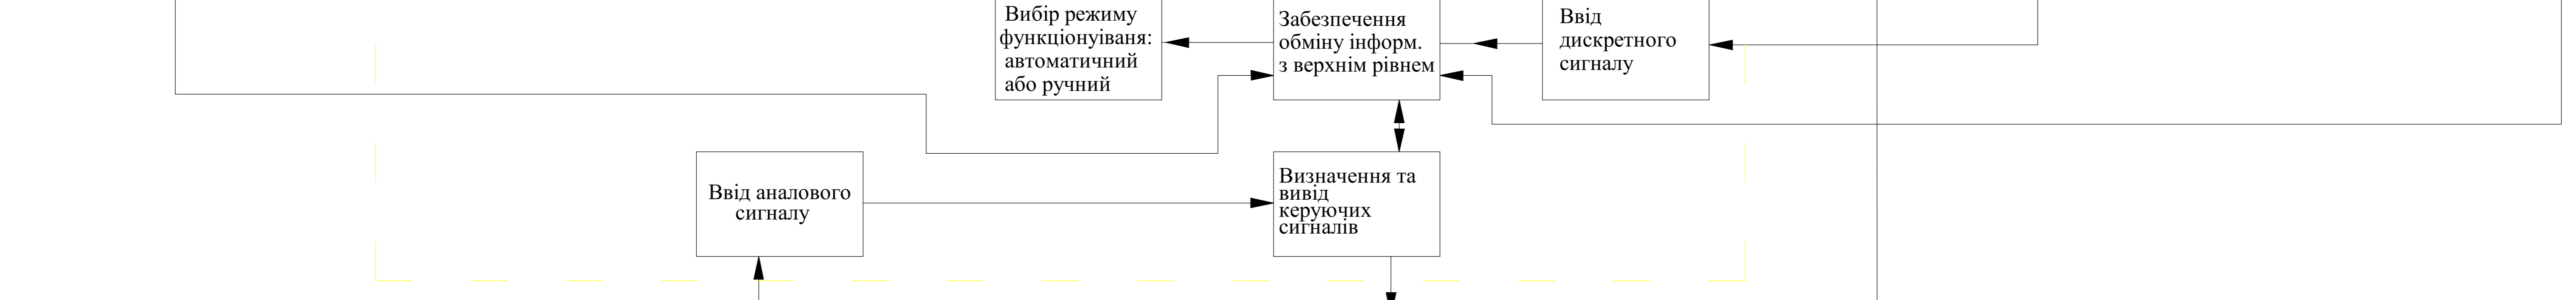 Вибір режиму
функціонуіваня:
автоматичний
або ручний
Забезпечення
обміну інформ.
з верхнім рівнем
Ввід
дискретного
сигналу
Ввід аналового
сигналу
Визначення та
вивід
керуючих
сигналів